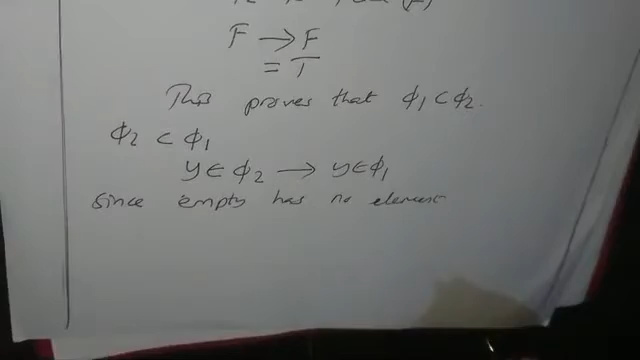 F → F
= T
This proves that ϕ₁ ⊂ ϕ₂.
ϕ₂ ⊂ ϕ₁
y ∈ ϕ₂ → y ∈ ϕ₁
Since empty has no element